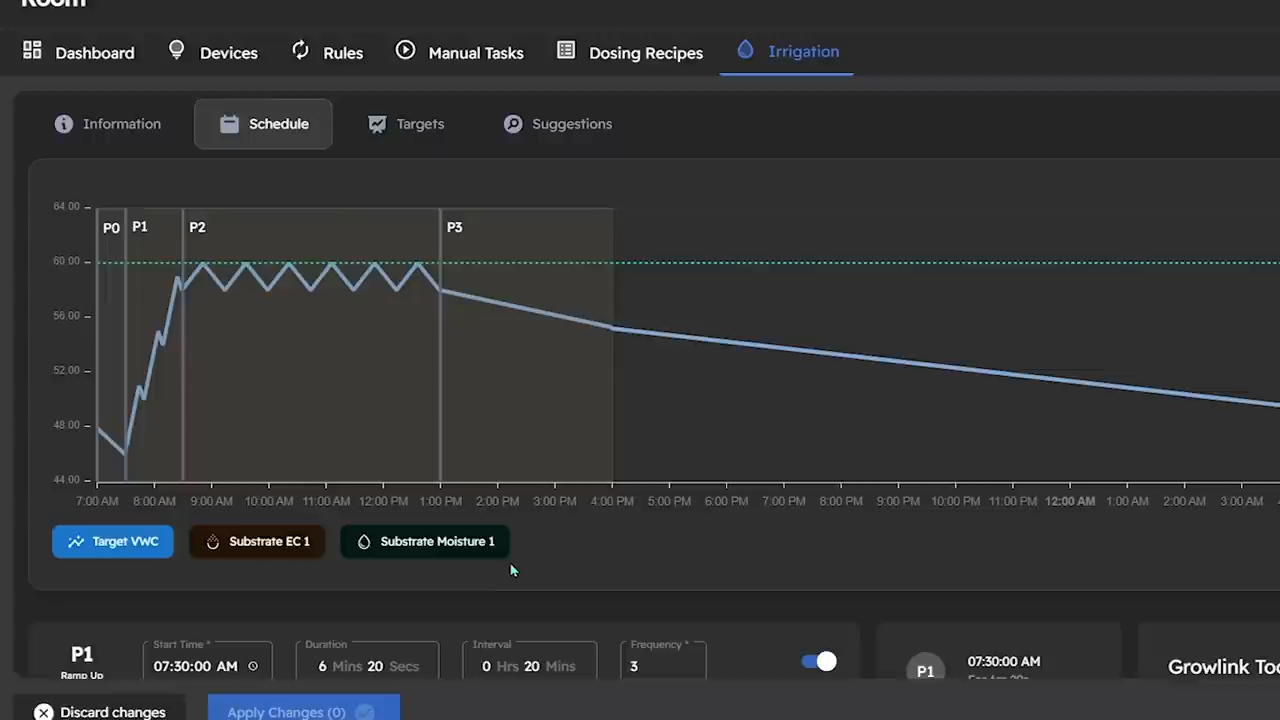 Room
Dashboard Devices Rules Manual Tasks Dosing Recipes Irrigation
Information Schedule Targets Suggestions
64.00
60.00
56.00
52.00
48.00
44.00
P0 P1 P2 P3
7:00 AM 8:00 AM 9:00 AM 10:00 AM 11:00 AM 12:00 PM 1:00 PM 2:00 PM 3:00 PM 4:00 PM 5:00 PM 6:00 PM 7:00 PM 8:00 PM 9:00 PM 10:00 PM 11:00 PM 12:00 AM 1:00 AM 2:00 AM 3:00 AM
Target VWC Substrate EC 1 Substrate Moisture 1
P1
Ramp Up
Start Time *
07:30:00 AM
Duration
6 Mins 20 Secs
Interval
0 Hrs 20 Mins
Frequency *
3
P1
07:30:00 AM
Growlink
Discard changes Apply Changes (0)